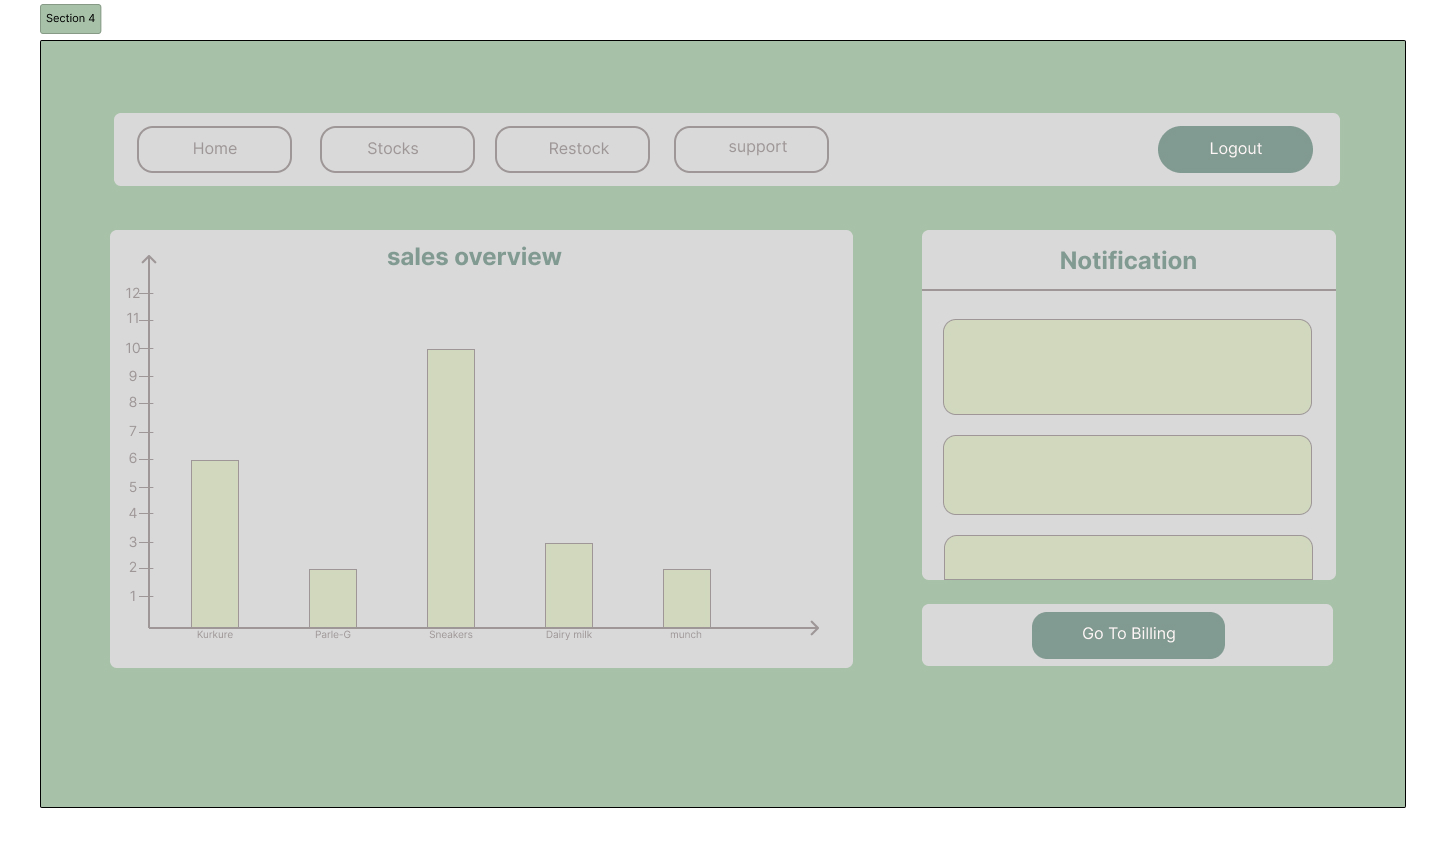 Section 4
Home
Stocks
Restock
support
Logout
sales overview
12
11
10
9
8
7
6
5
4
3
2
1
Kurkure
Parle-G
Sneakers
Dairy milk
munch
Notification
Go To Billing